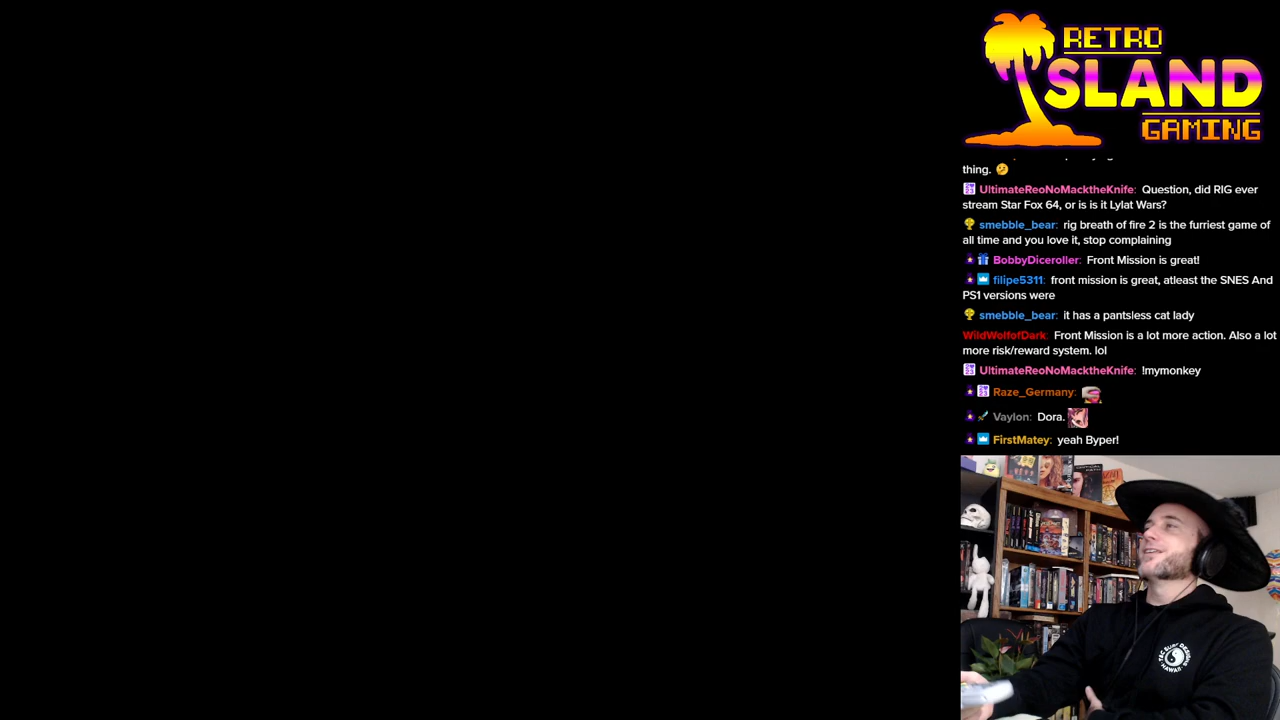 RETRO
ISLAND
GAMING
thing.
UltimateReoNoMacktheKnife: Question, did RIG ever
stream Star Fox 64, or is is it Lylat Wars?
smebble_bear: rig breath of fire 2 is the furriest game of
all time and you love it, stop complaining
BobbyDiceroller: Front Mission is great!
filipe5311: front mission is great, atleast the SNES And
PS1 versions were
smebble_bear: it has a pantsless cat lady
WildWolfofDark: Front Mission is a lot more action. Also a lot
more risk/reward system. lol
UltimateReoNoMacktheKnife: !mymonkey
Raze_Germany:
Vaylon: Dora.
FirstMatey: yeah Byper!
HAWAII